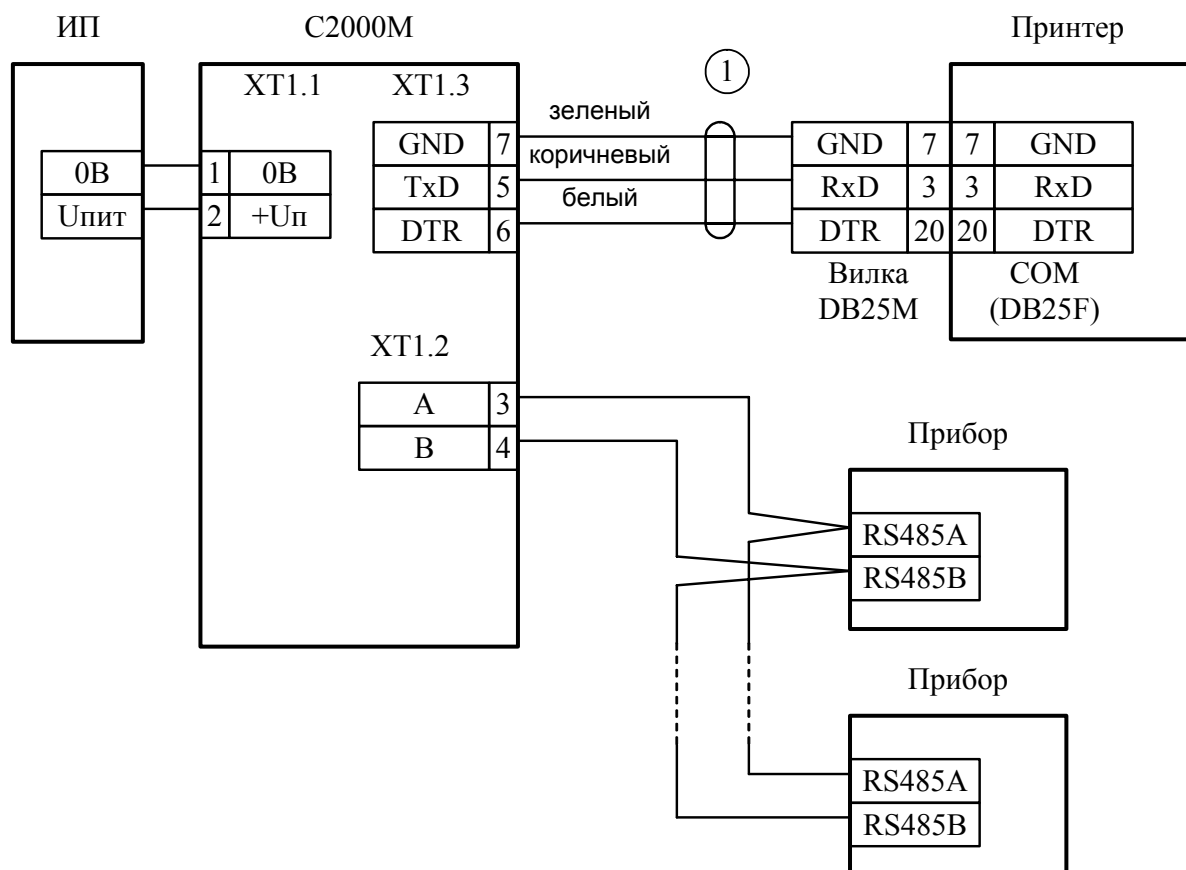 ИП
С2000М
Принтер
XT1.1
XT1.3
1
зеленый
GND 7
GND 7 7 GND
коричневый
0В
1 0В
TxD 5
RxD 3 3 RxD
белый
Uпит
2 +Uп
DTR 6
DTR 20 20 DTR
Вилка
DB25M
COM
(DB25F)
XT1.2
A 3
B 4
Прибор
RS485A
RS485B
Прибор
RS485A
RS485B